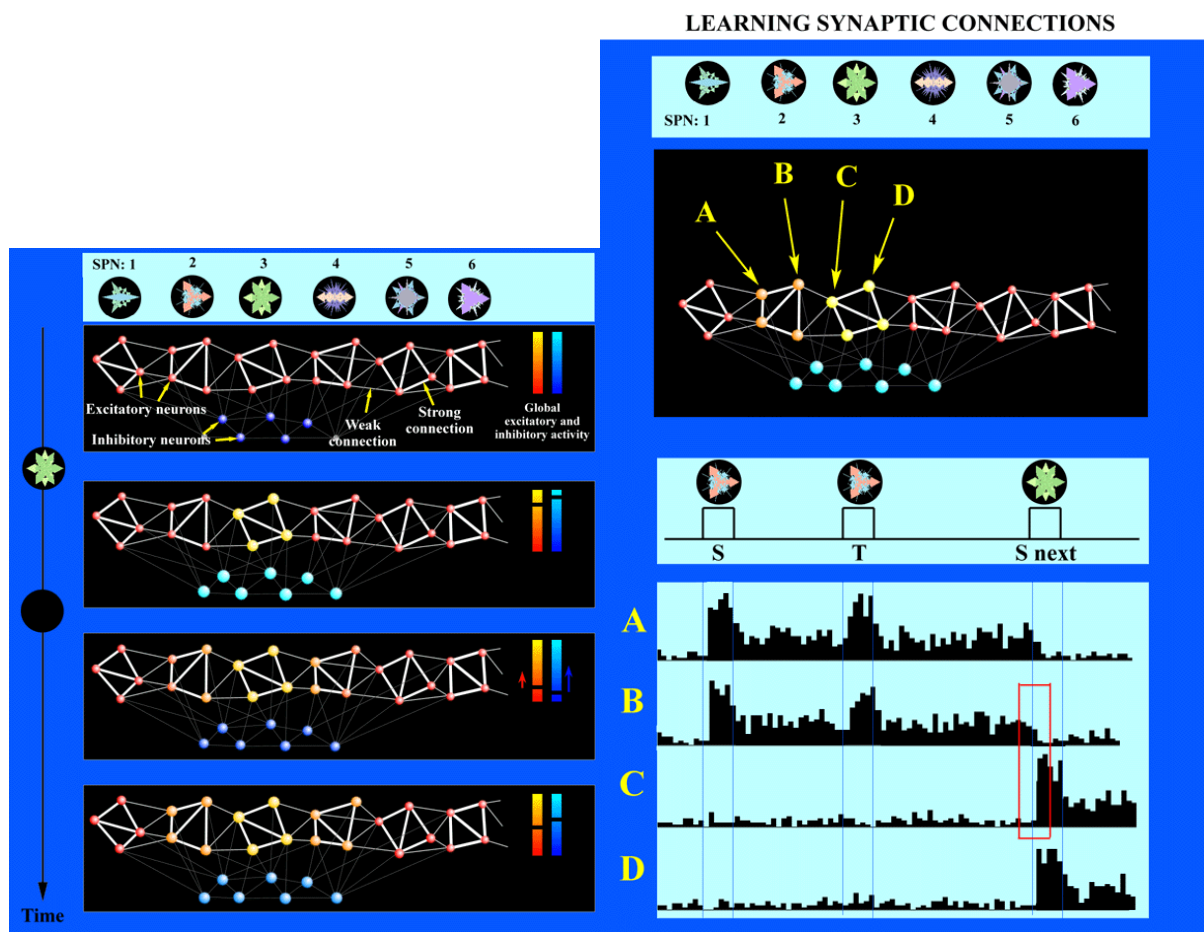 LEARNING SYNAPTIC CONNECTIONS
SPN: 1 2 3 4 5 6
A B C D
SPN: 1 2 3 4 5 6
Excitatory neurons
Inhibitory neurons
Weak
connection
Strong
connection
Global
excitatory and
inhibitory activity
Time
S T S next
A
B
C
D